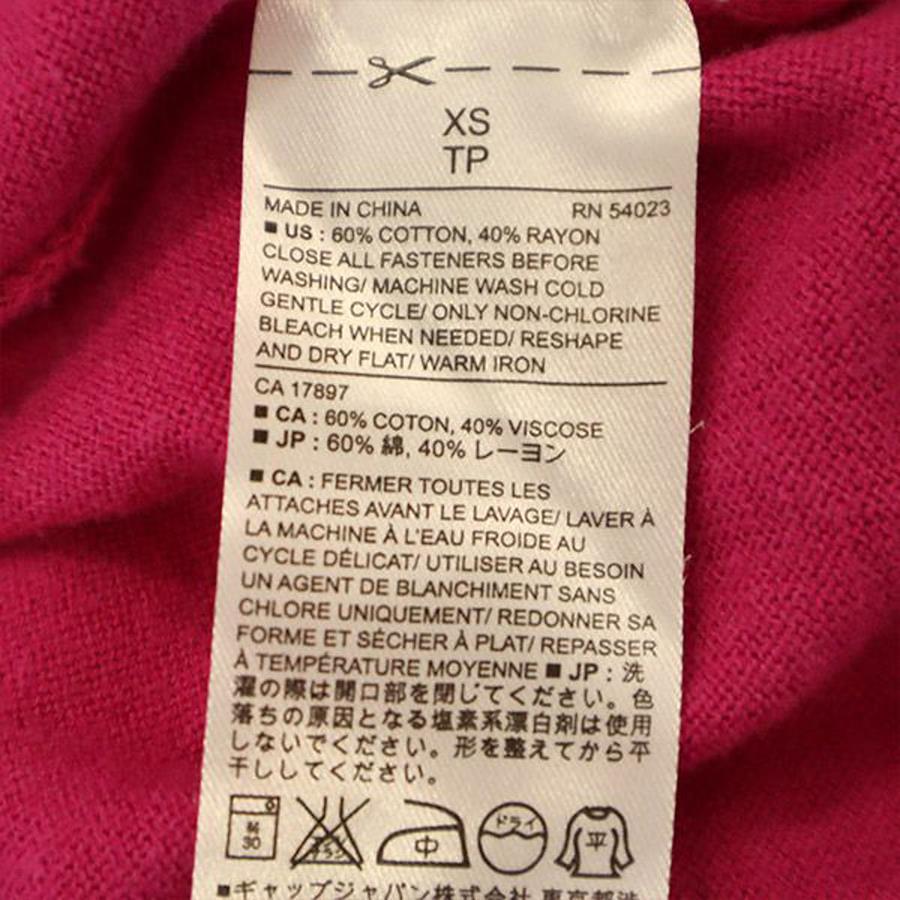 XS
TP
MADE IN CHINA RN 54023
■ US : 60% COTTON, 40% RAYON
CLOSE ALL FASTENERS BEFORE
WASHING/ MACHINE WASH COLD
GENTLE CYCLE/ ONLY NON-CHLORINE
BLEACH WHEN NEEDED/ RESHAPE
AND DRY FLAT/ WARM IRON
CA 17897
■ CA : 60% COTON, 40% VISCOSE
■ JP : 60% 綿, 40% レーヨン
■ CA : FERMER TOUTES LES
ATTACHES AVANT LE LAVAGE/ LAVER À
LA MACHINE À L'EAU FROIDE AU
CYCLE DÉLICAT/ UTILISER AU BESOIN
UN AGENT DE BLANCHIMENT SANS
CHLORE UNIQUEMENT/ REDONNER SA
FORME ET SÉCHER À PLAT/ REPASSER
À TEMPÉRATURE MOYENNE ■ JP : 洗
濯の際は開口部を閉じてください。色
落ちの原因となる塩素系漂白剤は使用
しないでください。形を整えてから平
干ししてください。
30 中 ドライ 平
■ギャップジャパン株式会社 東京都渋